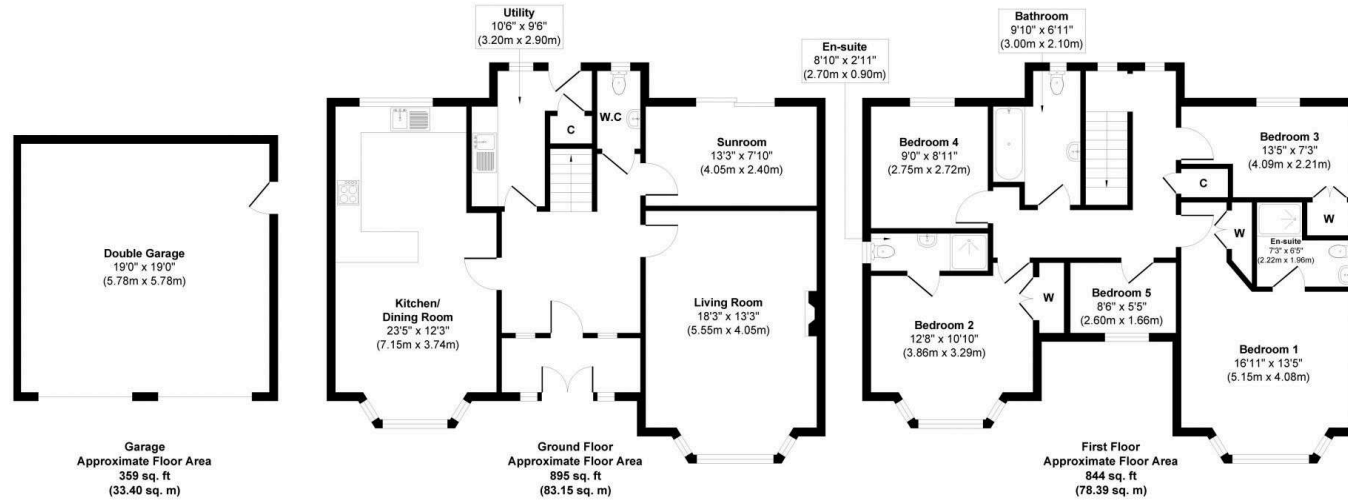 Double Garage
19'0" x 19'0"
(5.78m x 5.78m)
Garage
Approximate Floor Area
359 sq. ft
(33.40 sq. m)
Utility
10'6" x 9'6"
(3.20m x 2.90m)
C
W.C
Sunroom
13'3" x 7'10"
(4.05m x 2.40m)
Kitchen/
Dining Room
23'5" x 12'3"
(7.15m x 3.74m)
Living Room
18'3" x 13'3"
(5.55m x 4.05m)
Ground Floor
Approximate Floor Area
895 sq. ft
(83.15 sq. m)
En-suite
8'10" x 2'11"
(2.70m x 0.90m)
Bathroom
9'10" x 6'11"
(3.00m x 2.10m)
Bedroom 4
9'0" x 8'11"
(2.75m x 2.72m)
Bedroom 3
13'5" x 7'3"
(4.09m x 2.21m)
C
W
W
En-suite
7'3" x 6'5"
(2.22m x 1.96m)
W
Bedroom 5
8'6" x 5'5"
(2.60m x 1.66m)
Bedroom 2
12'8" x 10'10"
(3.86m x 3.29m)
Bedroom 1
16'11" x 13'5"
(5.15m x 4.08m)
First Floor
Approximate Floor Area
844 sq. ft
(78.39 sq. m)